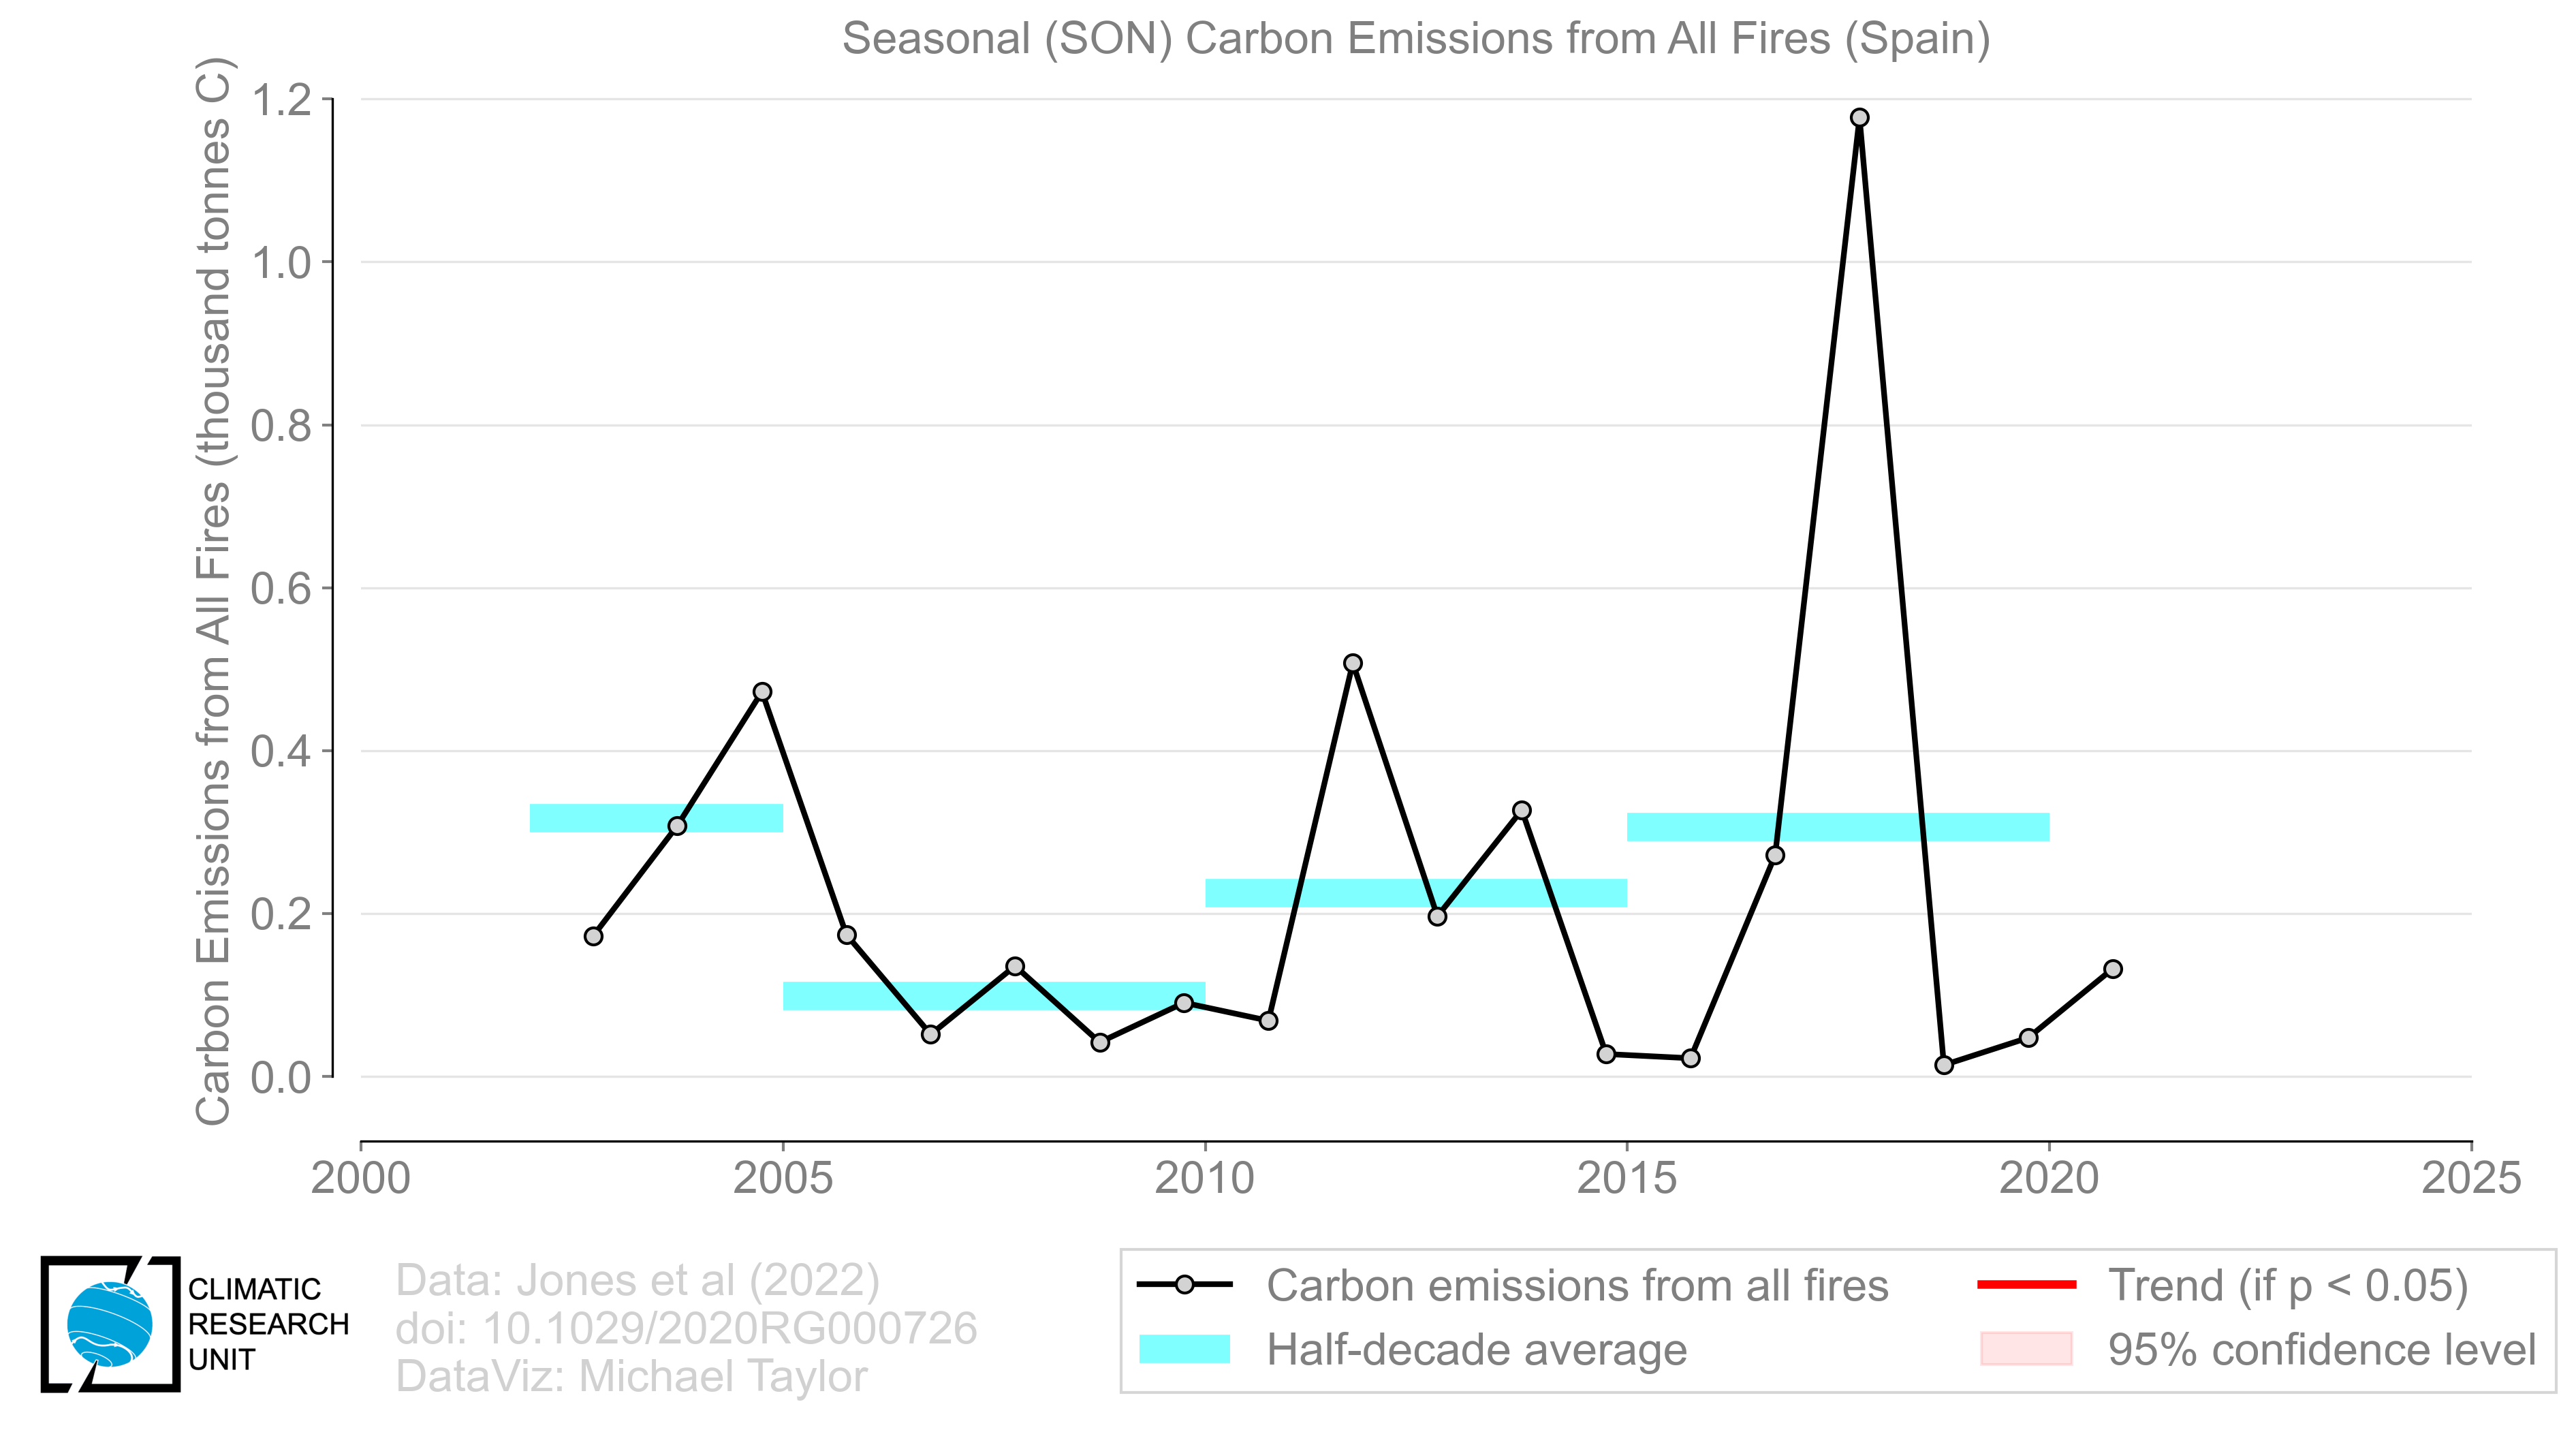 Seasonal (SON) Carbon Emissions from All Fires (Spain)
Carbon Emissions from All Fires (thousand tonnes C)
1.2
1.0
0.8
0.6
0.4
0.2
0.0
2000 2005 2010 2015 2020 2025
CLIMATIC
RESEARCH
UNIT
Data: Jones et al (2022)
doi: 10.1029/2020RG000726
DataViz: Michael Taylor
Carbon emissions from all fires
Half-decade average
Trend (if p < 0.05)
95% confidence level